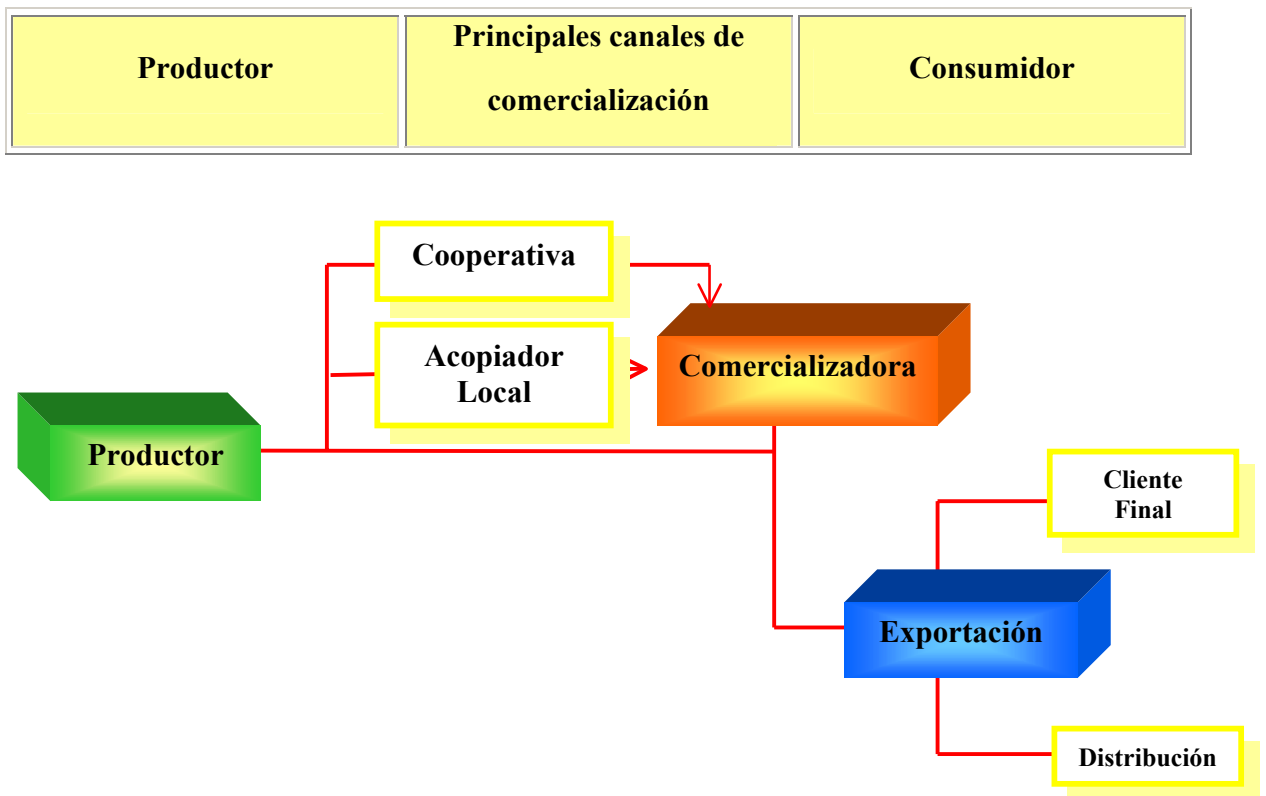 Productor
Principales canales de
comercialización
Consumidor
Cooperativa
Acopiador
Local
Comercializadora
Productor
Cliente
Final
Exportación
Distribución